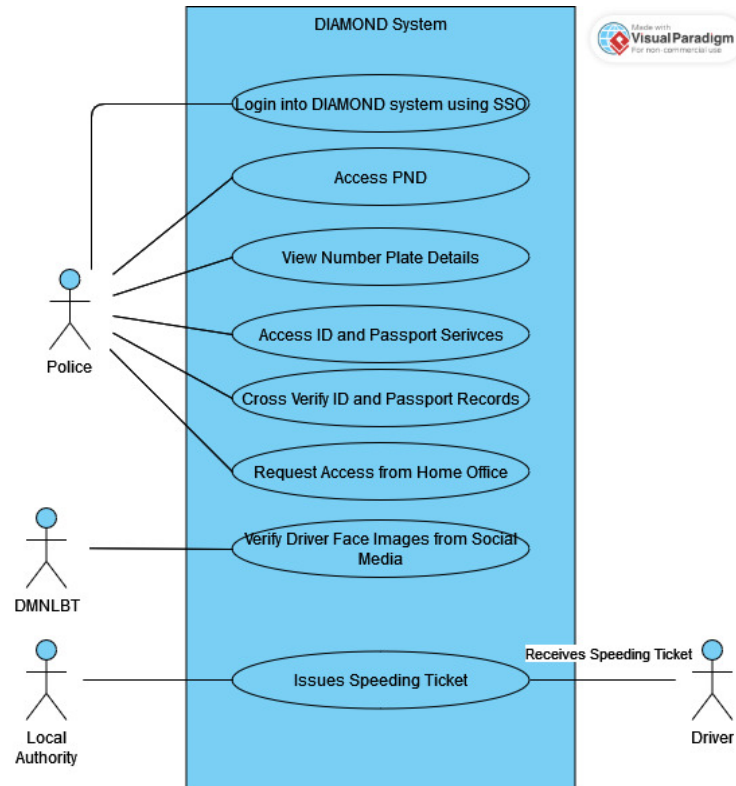 DIAMOND System
Made with
Visual Paradigm
For non-commercial use
Login into DIAMOND system using SSO
Access PND
View Number Plate Details
Access ID and Passport Serivces
Police
Cross Verify ID and Passport Records
Request Access from Home Office
Verify Driver Face Images from Social
Media
DMNLBT
Receives Speeding Ticket
Issues Speeding Ticket
Local
Authority
Driver